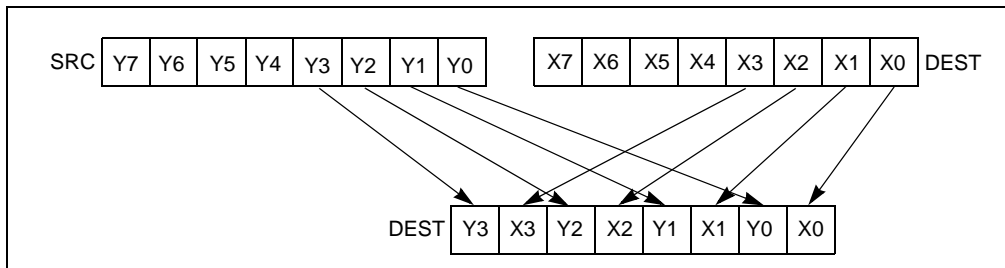 SRC Y7 Y6 Y5 Y4 Y3 Y2 Y1 Y0 X7 X6 X5 X4 X3 X2 X1 X0 DEST
DEST Y3 X3 Y2 X2 Y1 X1 Y0 X0